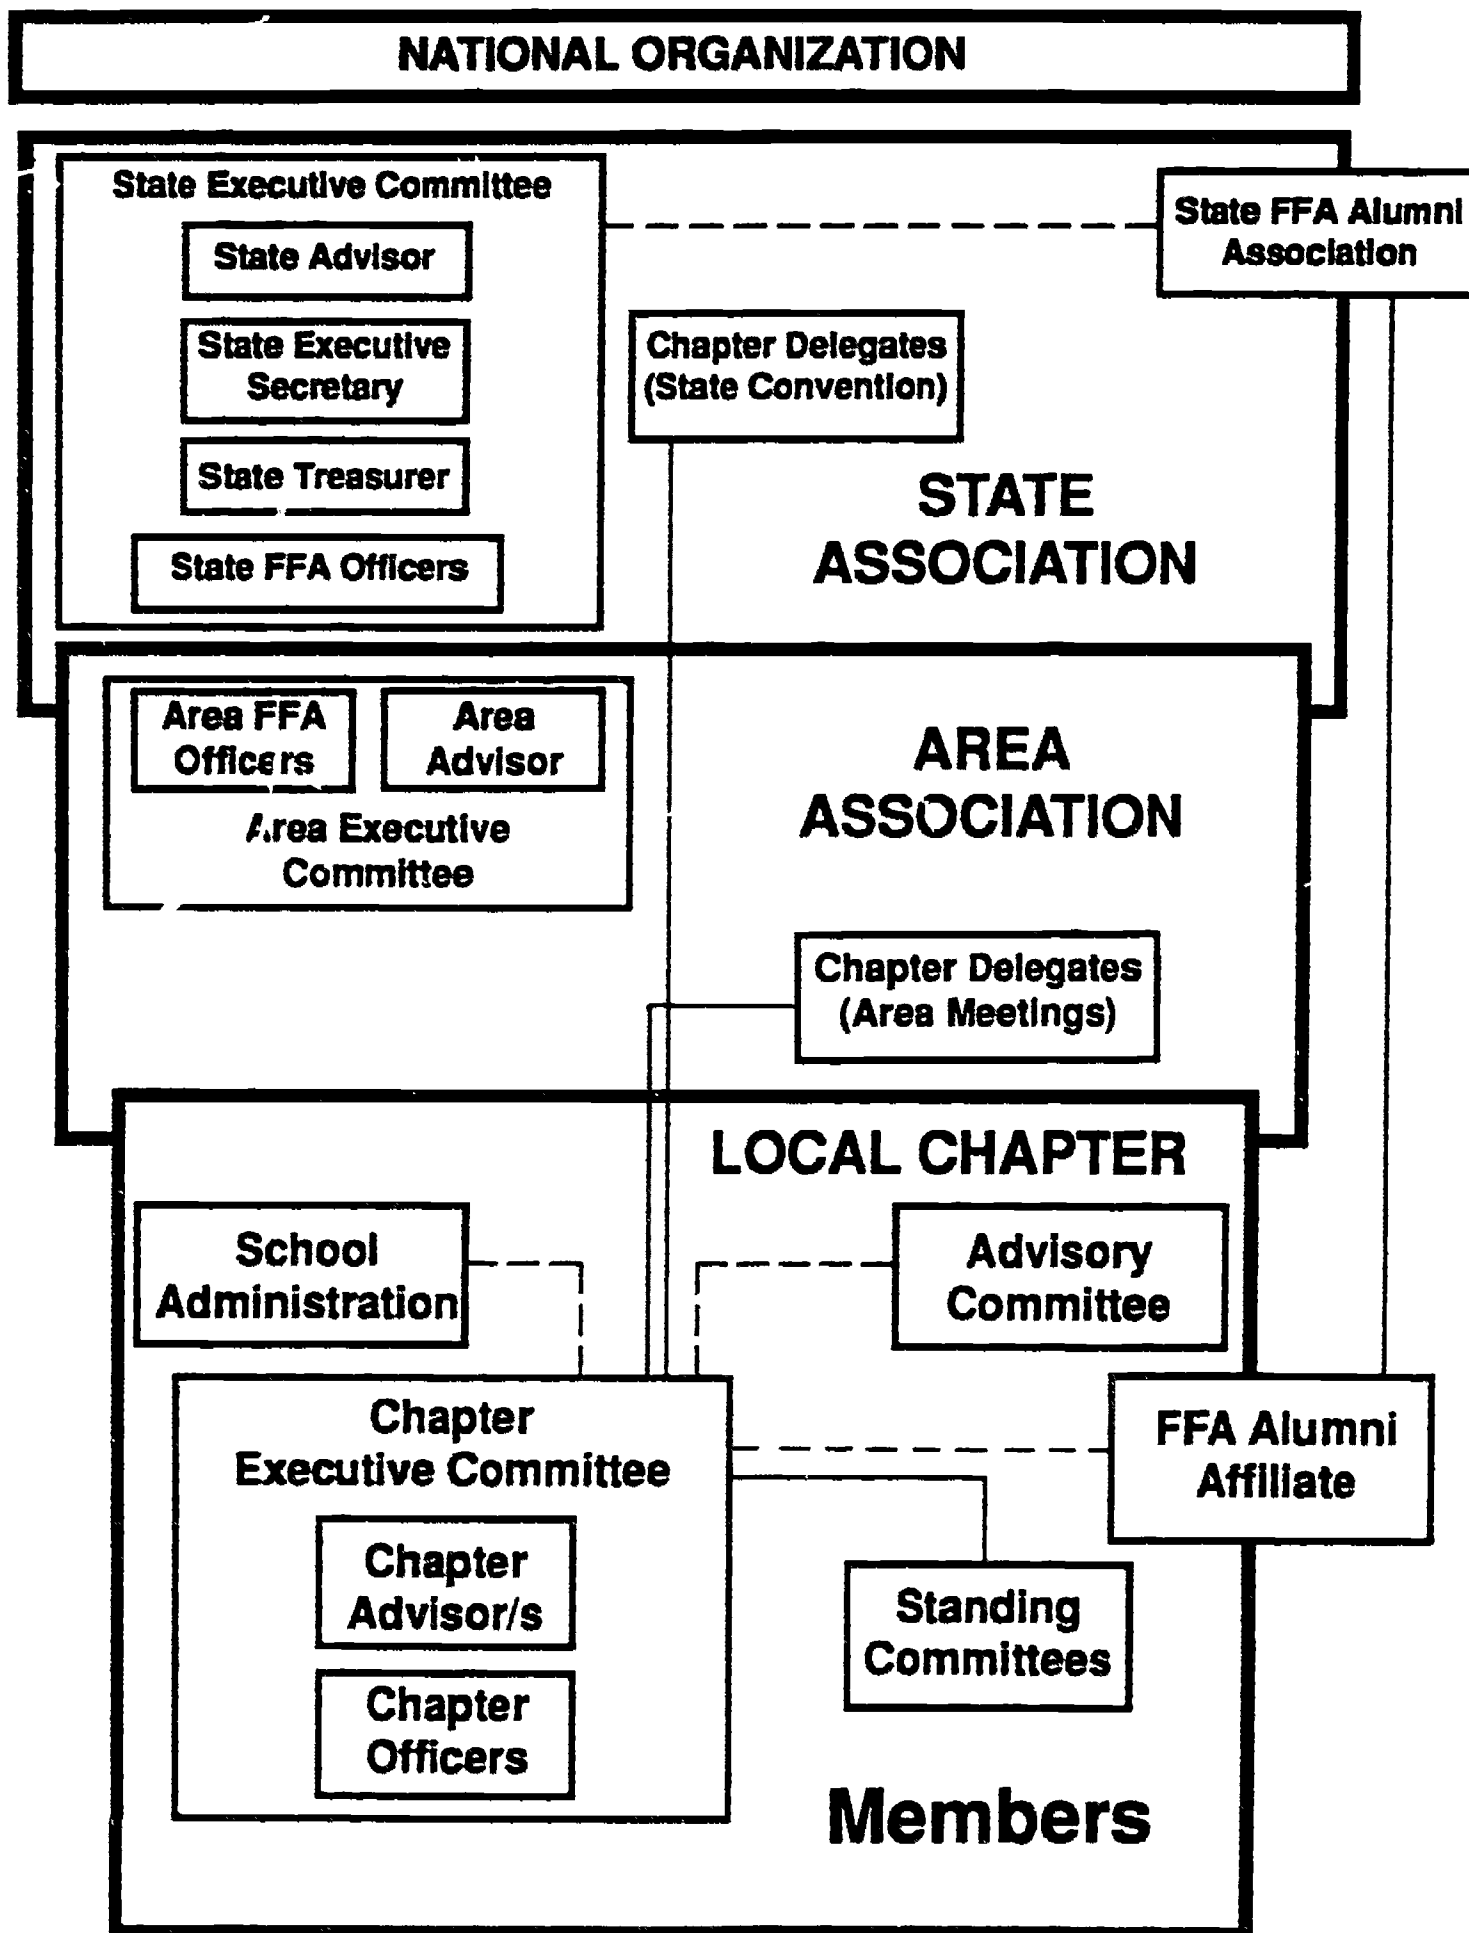 NATIONAL ORGANIZATION
State Executive Committee
State Advisor
State Executive
Secretary
State Treasurer
State FFA Officers
State FFA Alumni
Association
Chapter Delegates
(State Convention)
STATE
ASSOCIATION
Area FFA
Officers
Area
Advisor
Area Executive
Committee
AREA
ASSOCIATION
Chapter Delegates
(Area Meetings)
LOCAL CHAPTER
School
Administration
Advisory
Committee
Chapter
Executive Committee
Chapter
Advisor/s
Chapter
Officers
FFA Alumni
Affiliate
Standing
Committees
Members